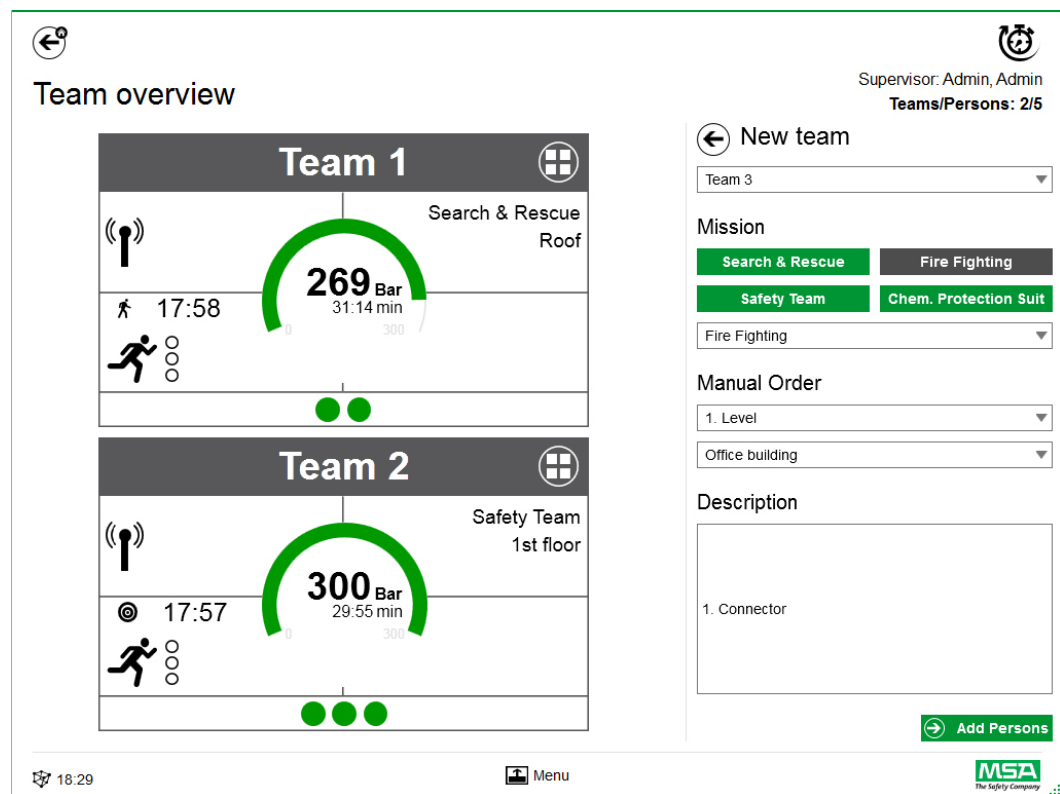 Supervisor: Admin, Admin
Team overview
Teams/Persons: 2/5
Team 1
Search & Rescue
Roof
269 Bar
31:14 min
0 300
17:58
Team 2
Safety Team
1st floor
300 Bar
29:55 min
0 300
17:57
New team
Team 3
Mission
Search & Rescue Fire Fighting
Safety Team Chem. Protection Suit
Fire Fighting
Manual Order
1. Level
Office building
Description
1. Connector
Add Persons
18:29
Menu
MSA
The Safety Company